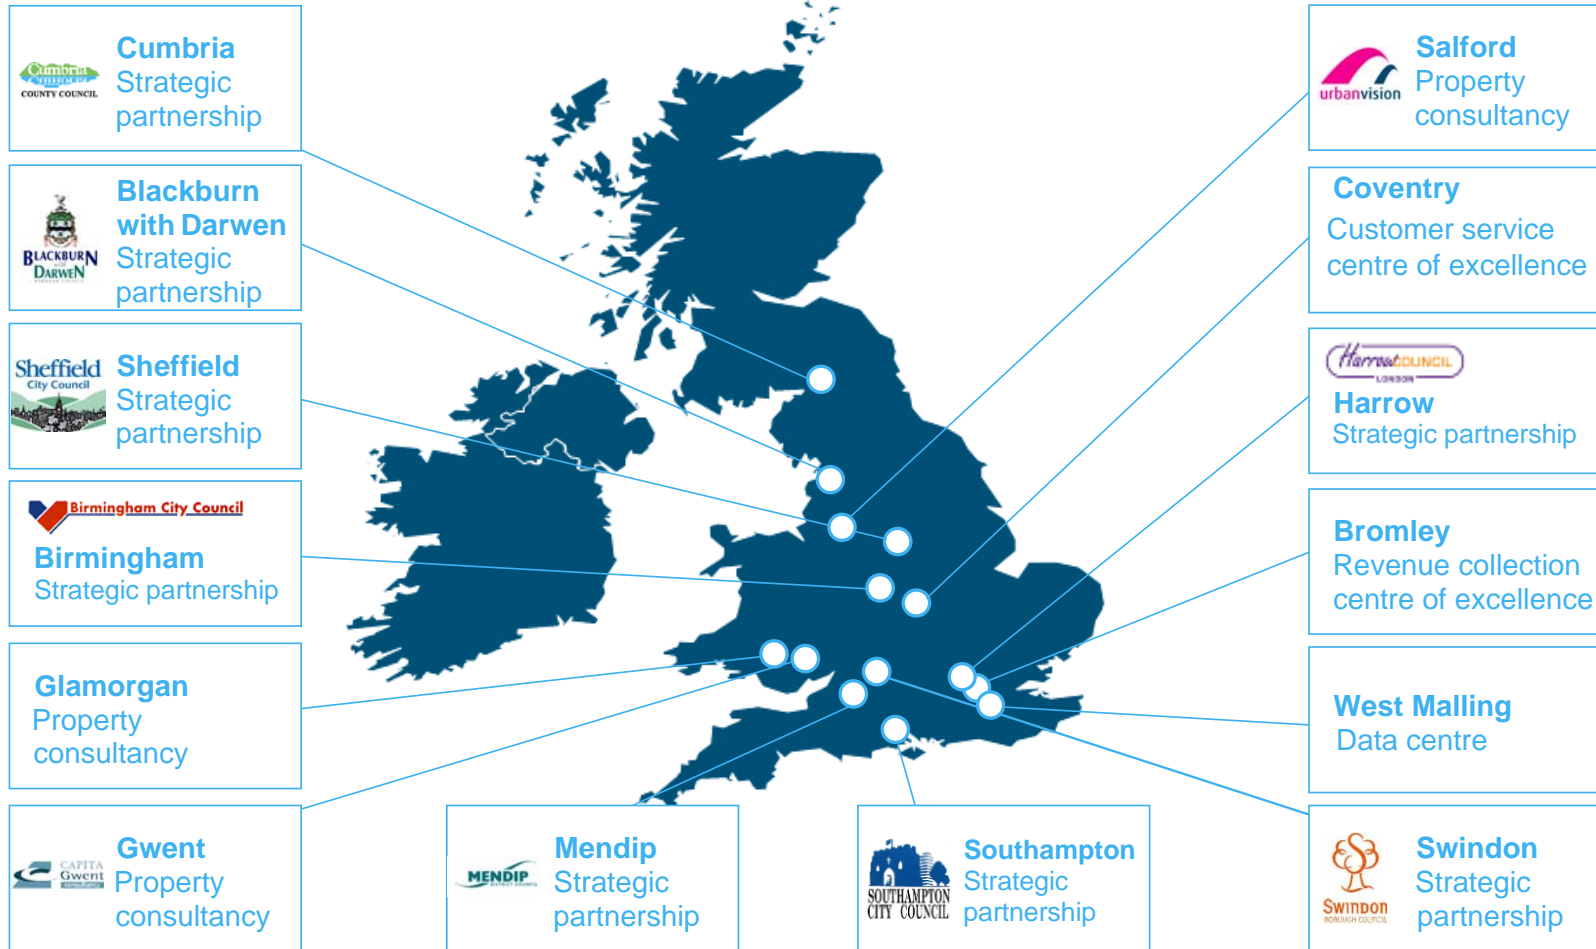 Cumbria
COUNTY COUNCIL
Cumbria
Strategic
partnership
BLACKBURN
with
DARWEN
Blackburn
with Darwen
Strategic
partnership
Sheffield
City Council
Sheffield
Strategic
partnership
Birmingham City Council
Birmingham
Strategic partnership
Glamorgan
Property
consultancy
CAPITA
Gwent
Gwent
Property
consultancy
MENDIP
DISTRICT COUNCIL
Mendip
Strategic
partnership
SOUTHAMPTON
CITY COUNCIL
Southampton
Strategic
partnership
urbanvision
Salford
Property
consultancy
Coventry
Customer service
centre of excellence
Harrow COUNCIL
LONDON
Harrow
Strategic partnership
Bromley
Revenue collection
centre of excellence
West Malling
Data centre
SWINDON
BOROUGH COUNCIL
Swindon
Strategic
partnership